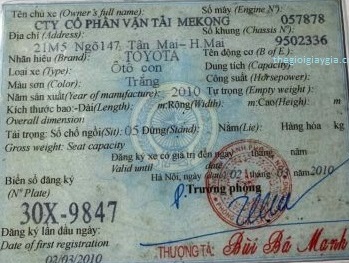 Tên chủ xe (Owner's full name): Số máy (Engine N°):
CTY CỔ PHẦN VẬN TẢI MEKONG 057878
Địa chỉ (Address): Số khung (Chassis N°):
21M5 Ngõ147 Tân Mai-H.Mai 9502336
Nhãn hiệu (Brand): TOYOTA Tên động cơ (B of E.):
Loại xe (Type): Ôtô con Dung tích (Capacity):
Màu sơn (Color): Trắng Công suất (Horsepower):
Năm sản xuất(Year of manufacture): 2010 Tự trọng (Empty weight):
Kích thước bao:-Dài(Length) m:Rộng(Width) m:Cao(Height) m
Overall dimension
Tải trọng: Số chỗ ngồi(Sit): 05 Đứng(Stand): Nằm(Lie): Hàng hóa kg
Gross weight: Seat capacity
Đăng ký xe có giá trị đến ngày tháng năm
Valid until date
Biển số đăng ký Hà Nội, ngày 02 tháng 03 năm 2010
(N° Plate) Trưởng phòng
30X-9847
Đăng ký lần đầu ngày:
Date of first registration
02/03/2010 THƯỢNG TÁ: Bùi Bá Mạnh